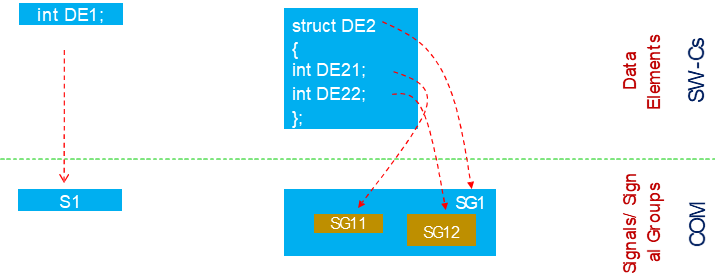 int DE1;
struct DE2
{
int DE21;
int DE22;
};
Data
Elements
SW-Cs
S1
SG1
SG11
SG12
Signals/ Sign
al Groups
COM